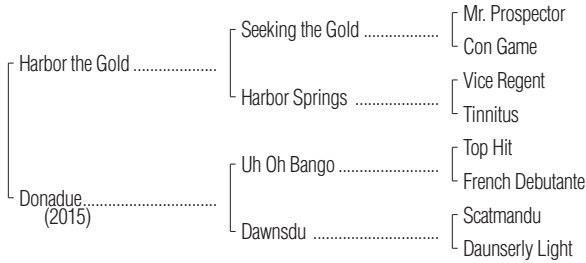 Mr. Prospector
Seeking the Gold ..................
Con Game
Harbor the Gold ....................
Vice Regent
Harbor Springs ....................
Tinnitus
Top Hit
Uh Oh Bango ........................
French Debutante
Donadue................................
(2015)
Scatmandu
Dawnsdu ..............................
Daunserly Light